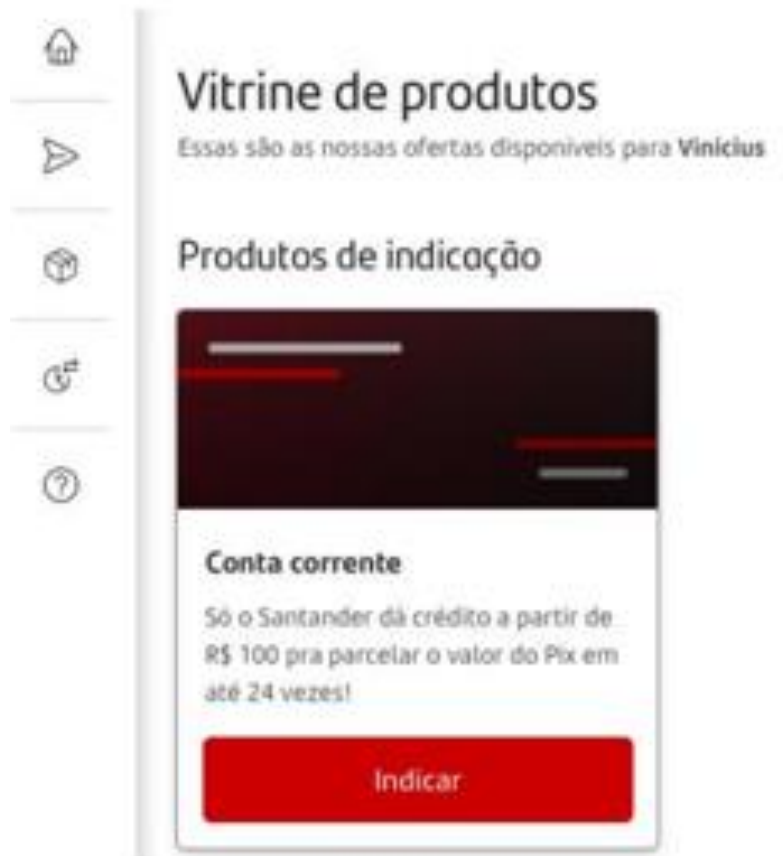 Vitrine de produtos
Essas são as nossas ofertas disponíveis para Vinicius
Produtos de indicação
Conta corrente
Só o Santander dá crédito a partir de
R$ 100 pra parcelar o valor do Pix em
até 24 vezes!
Indicar